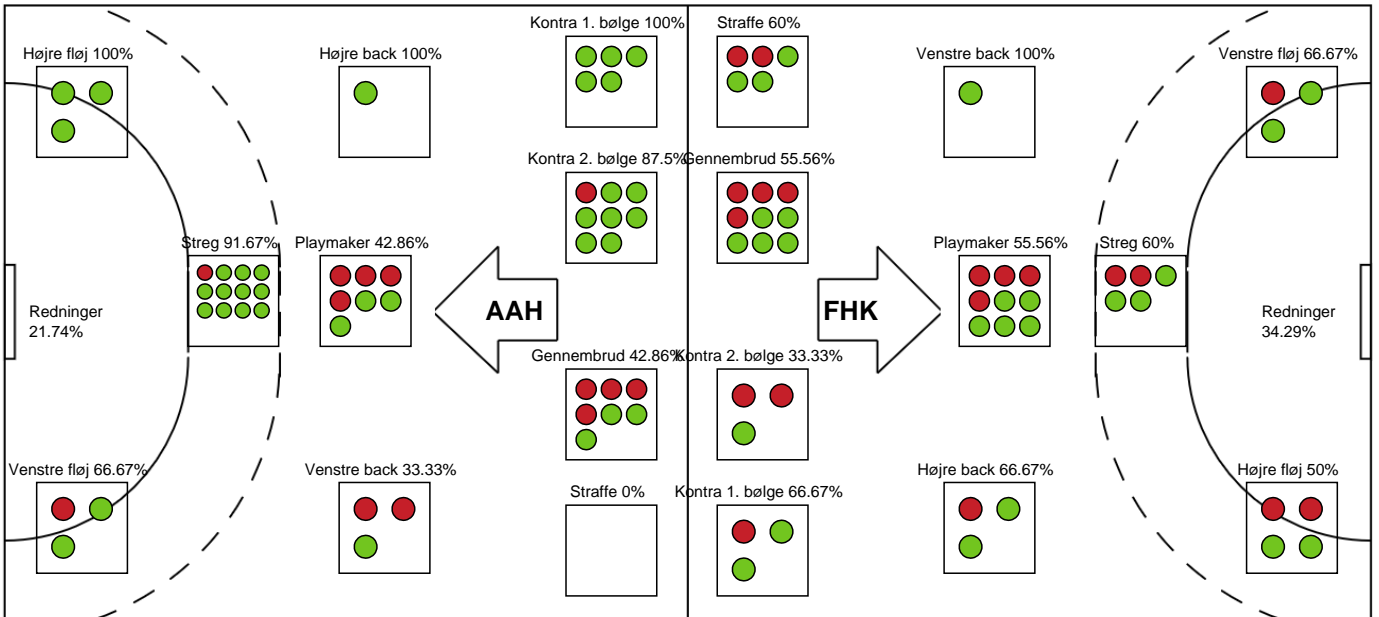 Kontra 1. bølge 100%
Straffe 60%
Højre fløj 100%
Højre back 100%
Venstre back 100%
Venstre fløj 66.67%
Kontra 2. bølge 87.5%
Gennembrud 55.56%
Streg 91.67%
Playmaker 42.86%
Playmaker 55.56%
Streg 60%
Redninger
21.74%
AAH
FHK
Redninger
34.29%
Gennembrud 42.86%
Kontra 2. bølge 33.33%
Venstre fløj 66.67%
Venstre back 33.33%
Straffe 0%
Kontra 1. bølge 66.67%
Højre back 66.67%
Højre fløj 50%